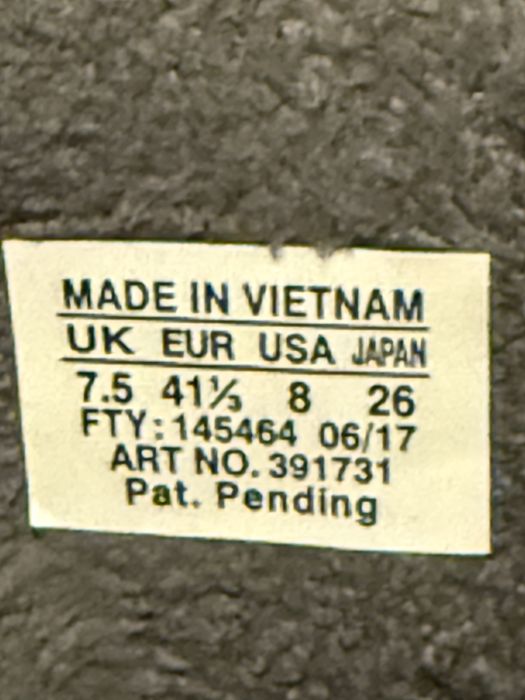 MADE IN VIETNAM
UK EUR USA JAPAN
7.5 41⅓ 8 26
FTY: 145464 06/17
ART NO. 391731
Pat. Pending